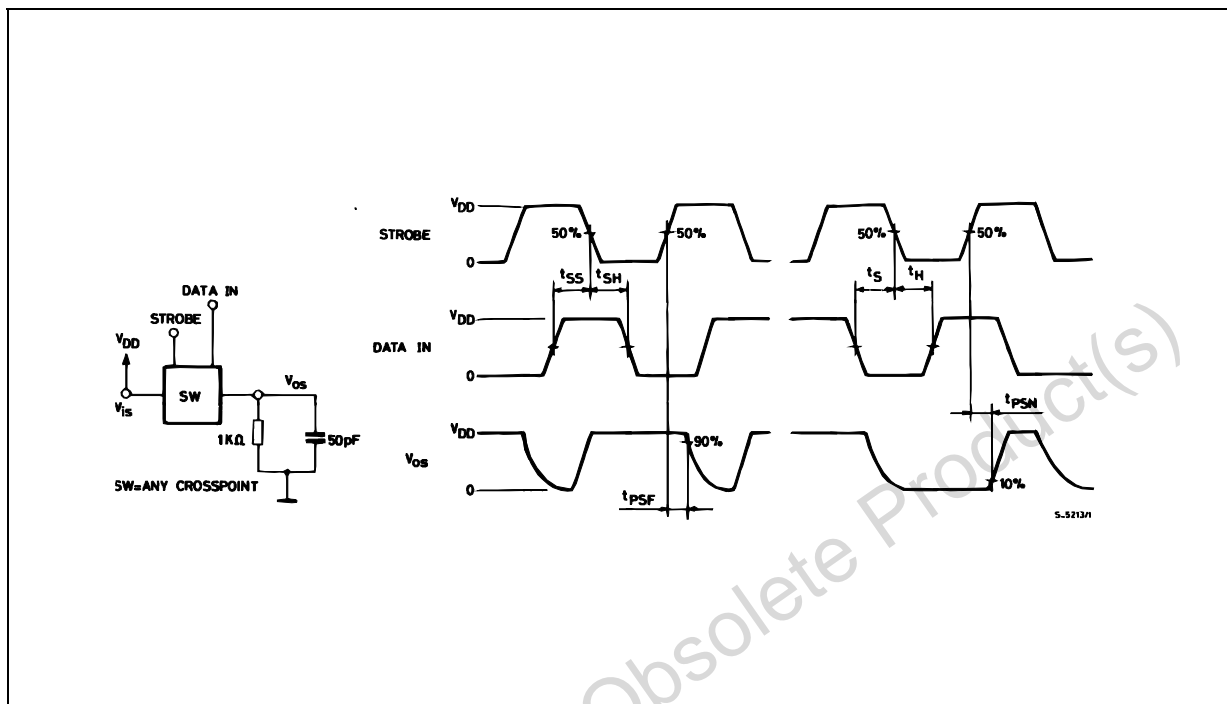 DATA IN
STROBE
VDD
Vis
SW
Vos
1KΩ
50pF
SW=ANY CROSSPOINT
STROBE
VDD
0
50%
50%
50%
50%
tSS
tSH
tS
tH
DATA IN
VDD
0
tPSN
Vos
VDD
0
90%
10%
tPSF
S-5213/1
Obsolete Product(s)